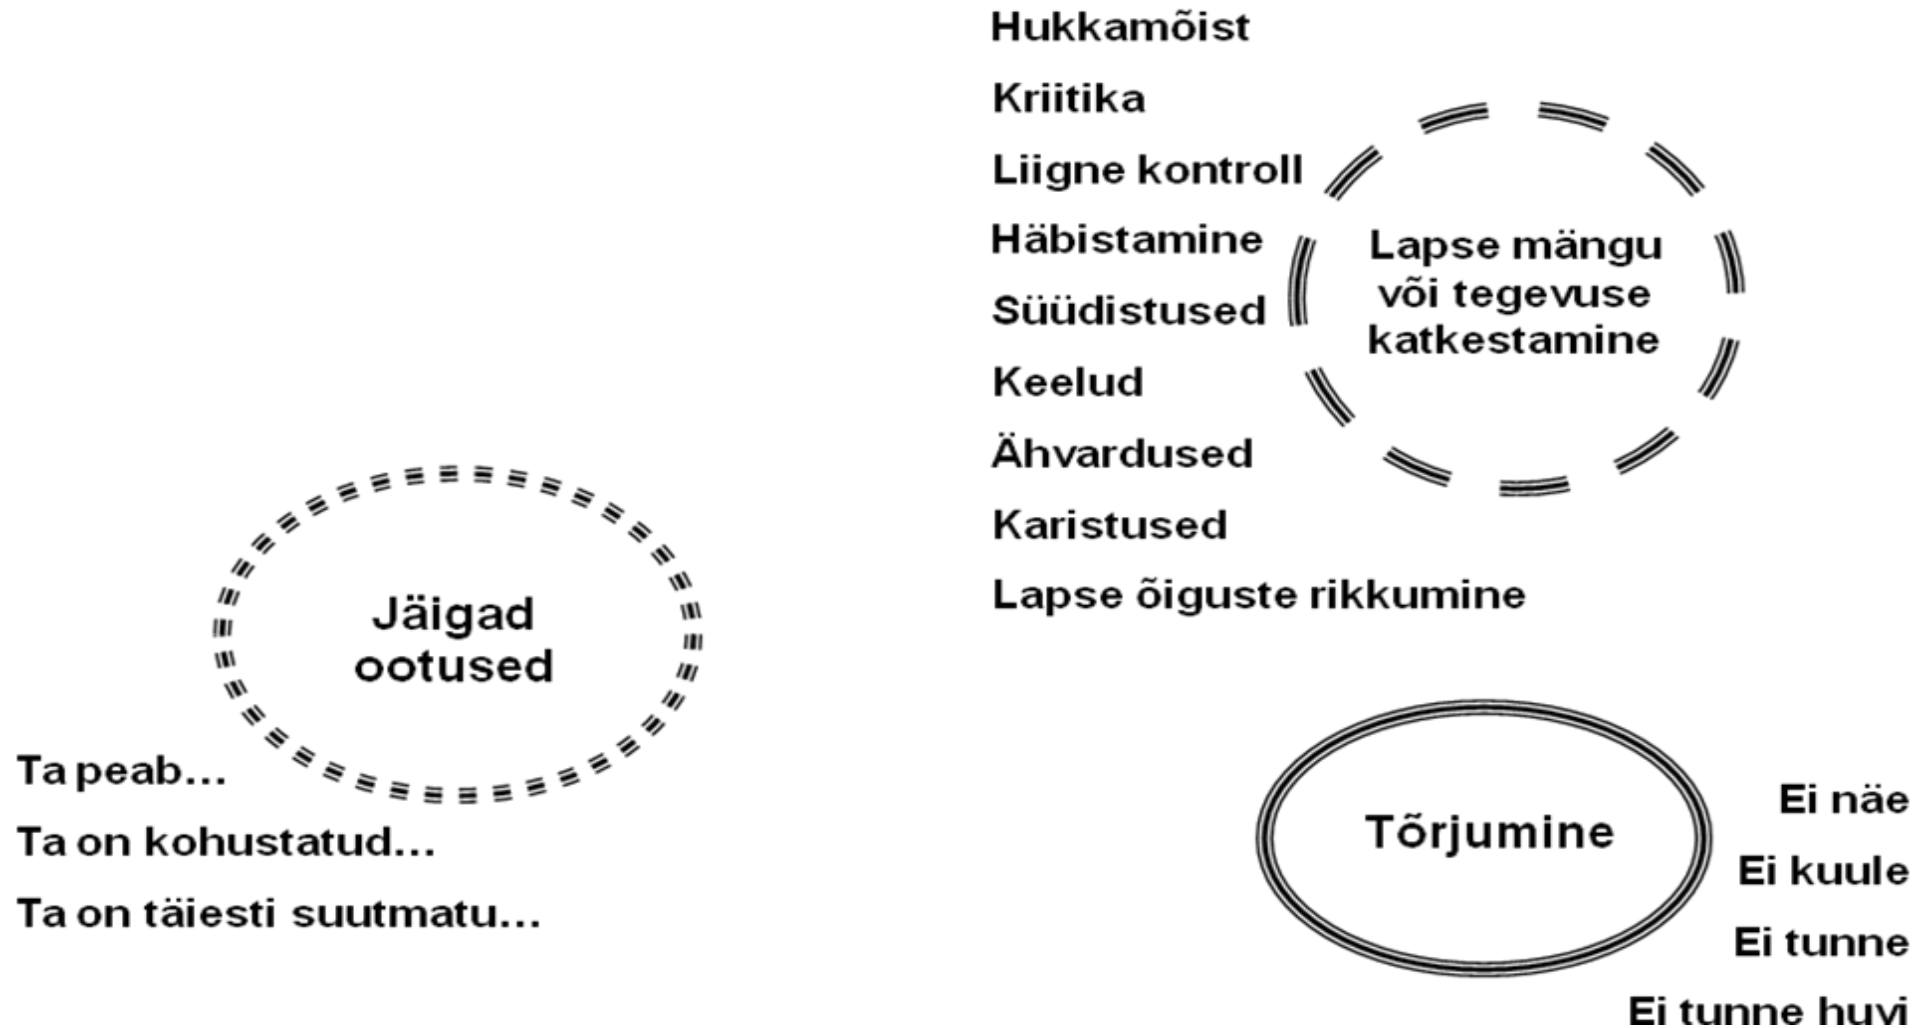 Hukkamõist
Kriitika
Liigne kontroll
Häbistamine
Süüdistused
Keelud
Ähvardused
Karistused
Lapse õiguste rikkumine
Lapse mängu
või tegevuse
katkestamine
Jäigad
ootused
Ta peab...
Ta on kohustatud...
Ta on täiesti suutmatu...
Tõrjumine
Ei näe
Ei kuule
Ei tunne
Ei tunne huvi